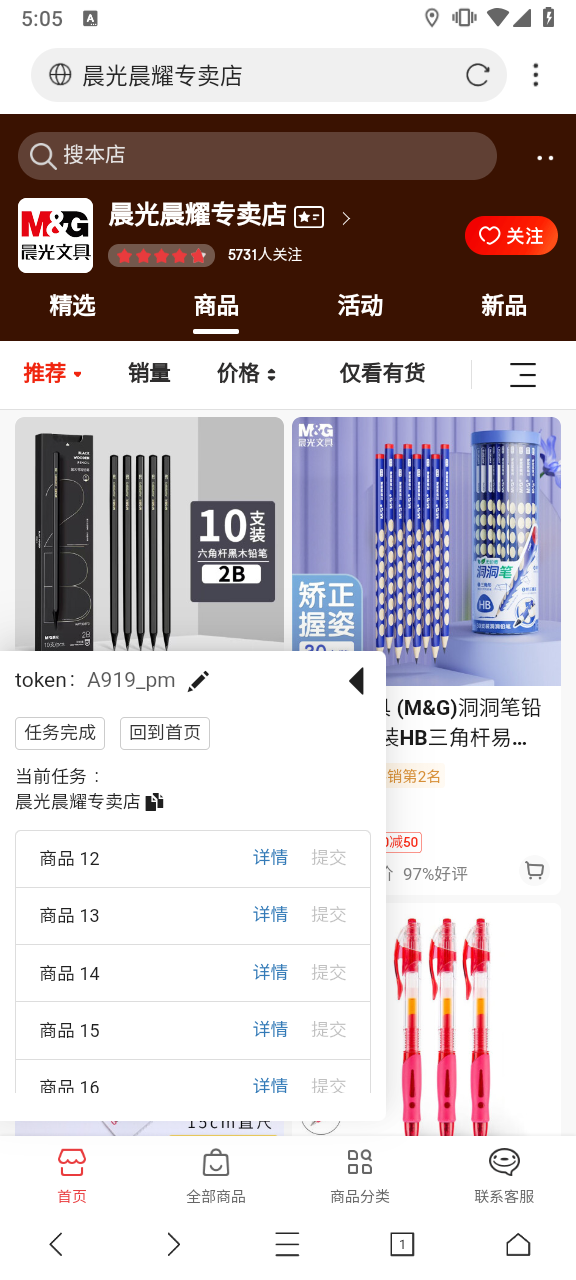 5:05
晨光晨耀专卖店
搜本店
M&G
晨光文具
晨光晨耀专卖店
5731人关注
关注
精选
商品
活动
新品
推荐
销量
价格
仅看有货
BLACK WOODEN PENCIL
2B
10支装
六角杆黑木铅笔
2B
M&G
晨光文具
矫正
握姿
洞洞笔
HB
(M&G)洞洞笔铅
装HB三角杆易...
销第2名
减50
97%好评
token: A919_pm
任务完成
回到首页
当前任务：
晨光晨耀专卖店
商品 12 详情 提交
商品 13 详情 提交
商品 14 详情 提交
商品 15 详情 提交
商品 16 详情 提交
15cm直尺
首页
全部商品
商品分类
联系客服
1